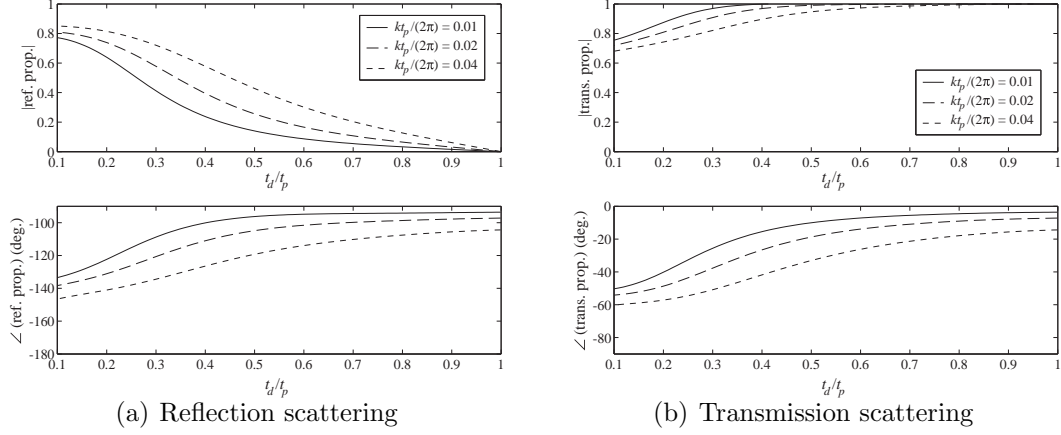 |ref. prop.|
1
0.8
0.6
0.4
0.2
0
kt_p/(2π) = 0.01
kt_p/(2π) = 0.02
kt_p/(2π) = 0.04
0.1 0.2 0.3 0.4 0.5 0.6 0.7 0.8 0.9 1
t_d/t_p
∠ (ref. prop.) (deg.)
-100
-120
-140
-160
-180
0.1 0.2 0.3 0.4 0.5 0.6 0.7 0.8 0.9 1
t_d/t_p
(a) Reflection scattering
|trans. prop.|
1
0.8
0.6
0.4
0.2
0
kt_p/(2π) = 0.01
kt_p/(2π) = 0.02
kt_p/(2π) = 0.04
0.1 0.2 0.3 0.4 0.5 0.6 0.7 0.8 0.9 1
t_d/t_p
∠ (trans. prop.) (deg.)
0
-20
-40
-60
-80
0.1 0.2 0.3 0.4 0.5 0.6 0.7 0.8 0.9 1
t_d/t_p
(b) Transmission scattering